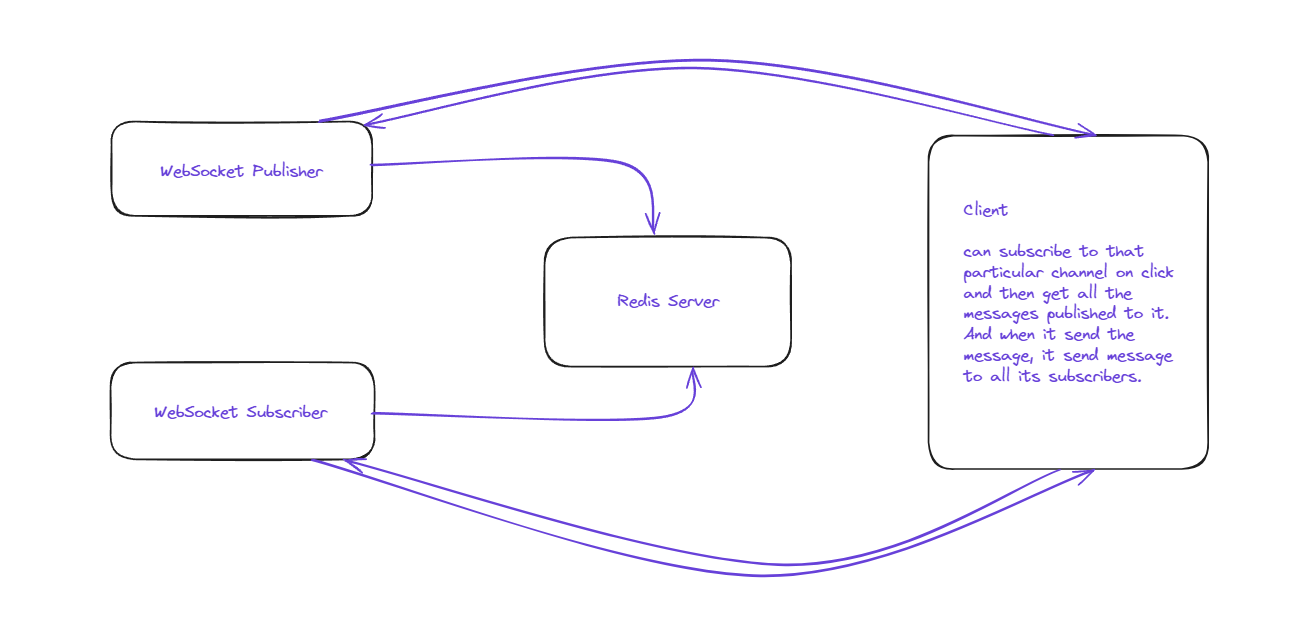 WebSocket Publisher
Redis Server
WebSocket Subscriber
Client
can subscribe to that
particular channel on click
and then get all the
messages published to it.
And when it send the
message, it send message
to all its subscribers.